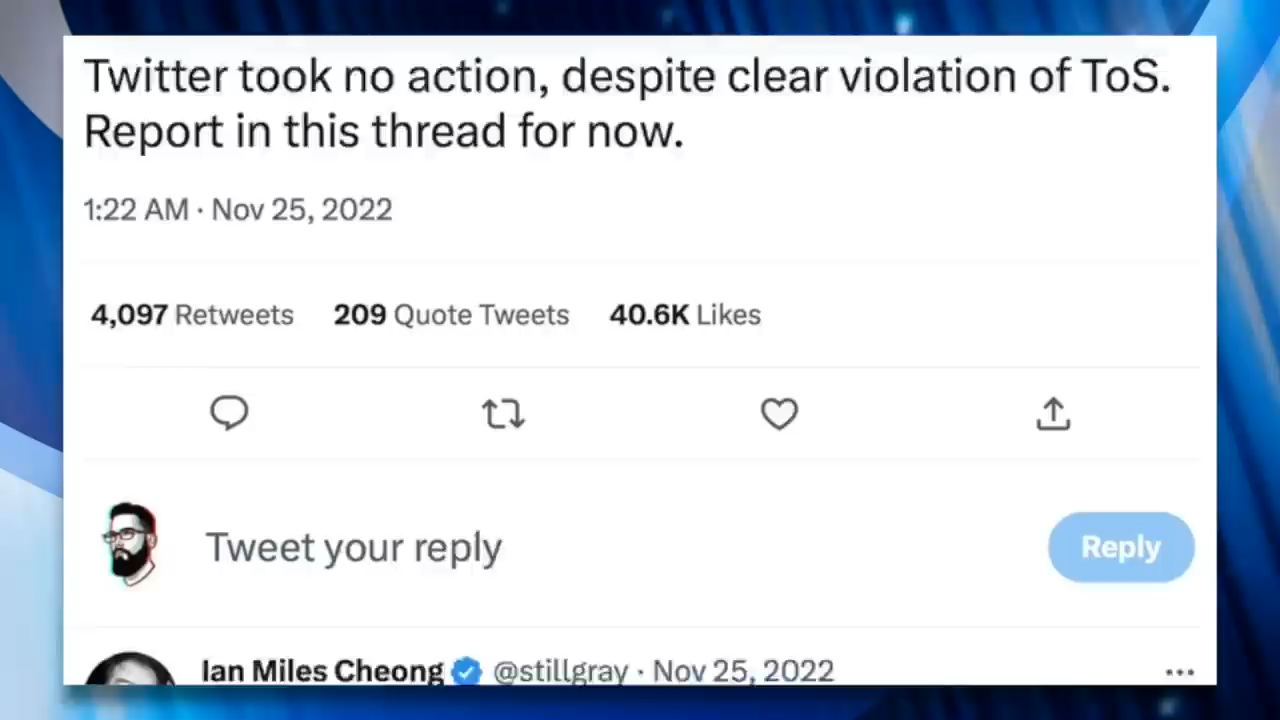 Twitter took no action, despite clear violation of ToS.
Report in this thread for now.
1:22 AM · Nov 25, 2022
4,097 Retweets 209 Quote Tweets 40.6K Likes
Tweet your reply
Reply
Ian Miles Cheong @stillgray · Nov 25, 2022